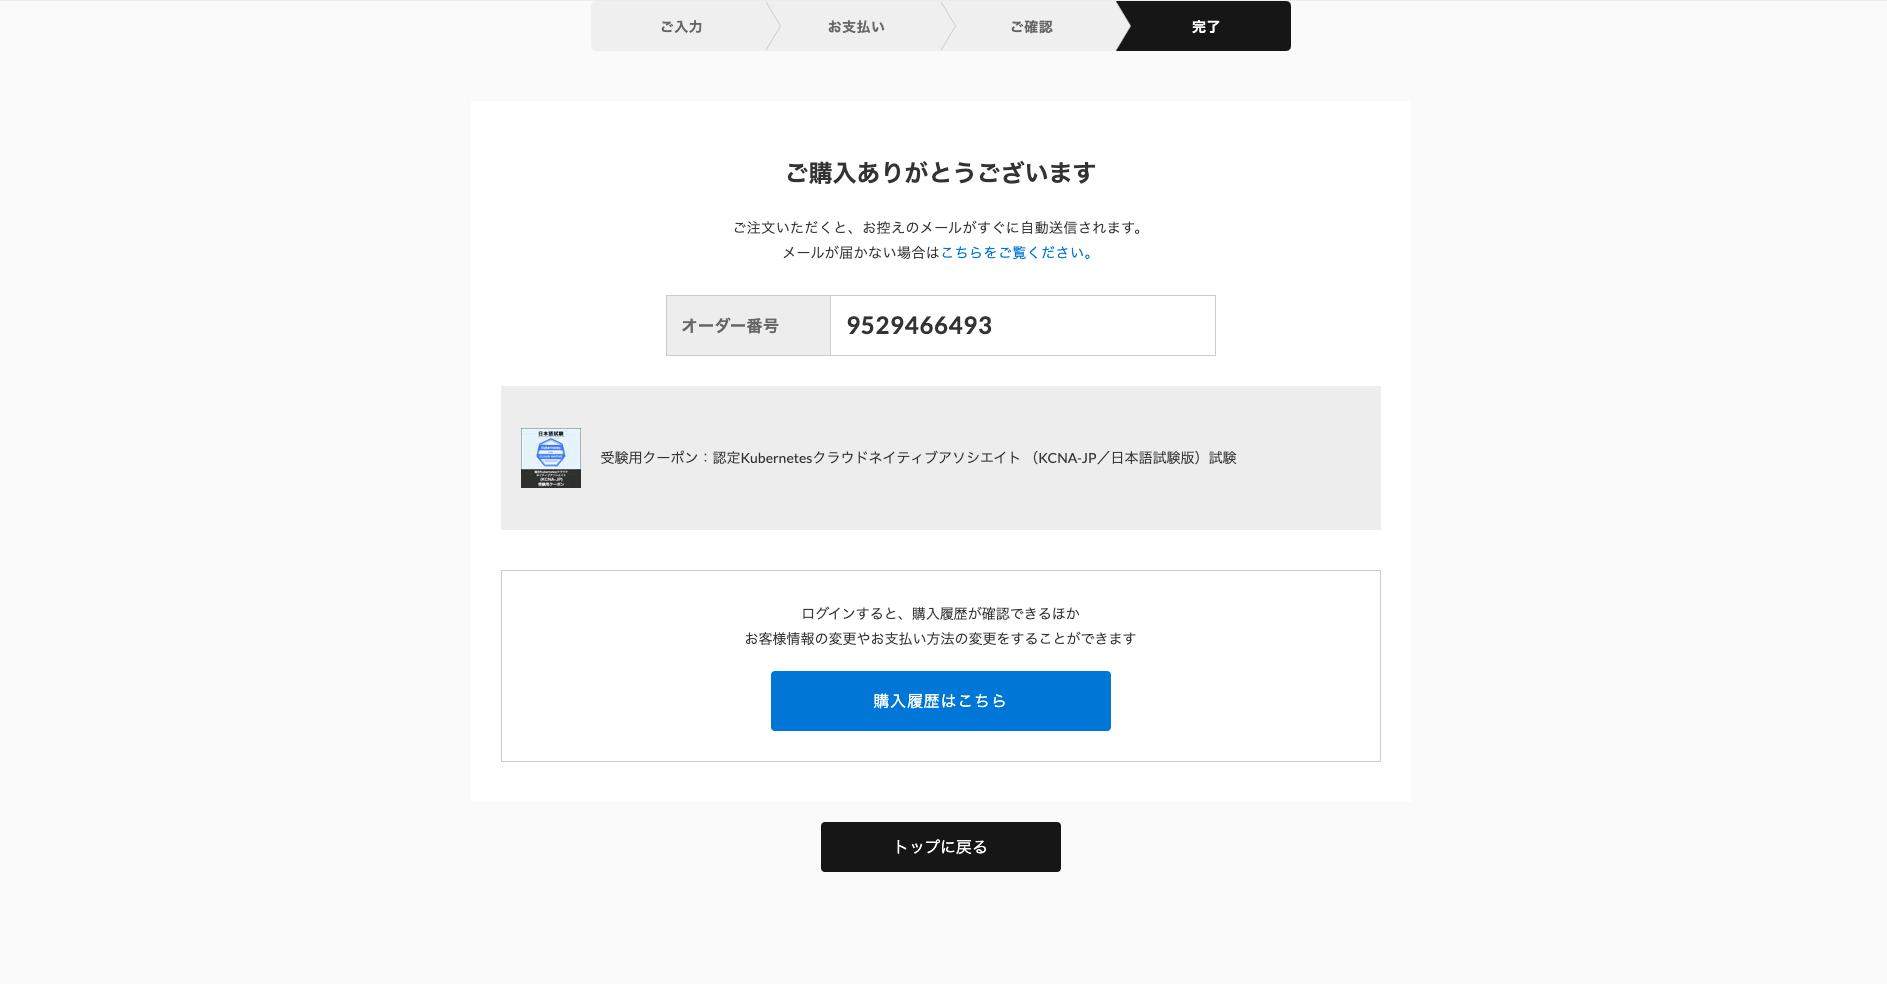 ご入力
お支払い
ご確認
完了
ご購入ありがとうございます
ご注文いただくと、お控えのメールがすぐに自動送信されます。
メールが届かない場合はこちらをご覧ください。
オーダー番号
9529466493
日本語試験
(KCNA-JP)
受験用クーポン
受験用クーポン：認定Kubernetesクラウドネイティブアソシエイト （KCNA-JP／日本語試験版）試験
ログインすると、購入履歴が確認できるほか
お客様情報の変更やお支払い方法の変更をすることができます
購入履歴はこちら
トップに戻る